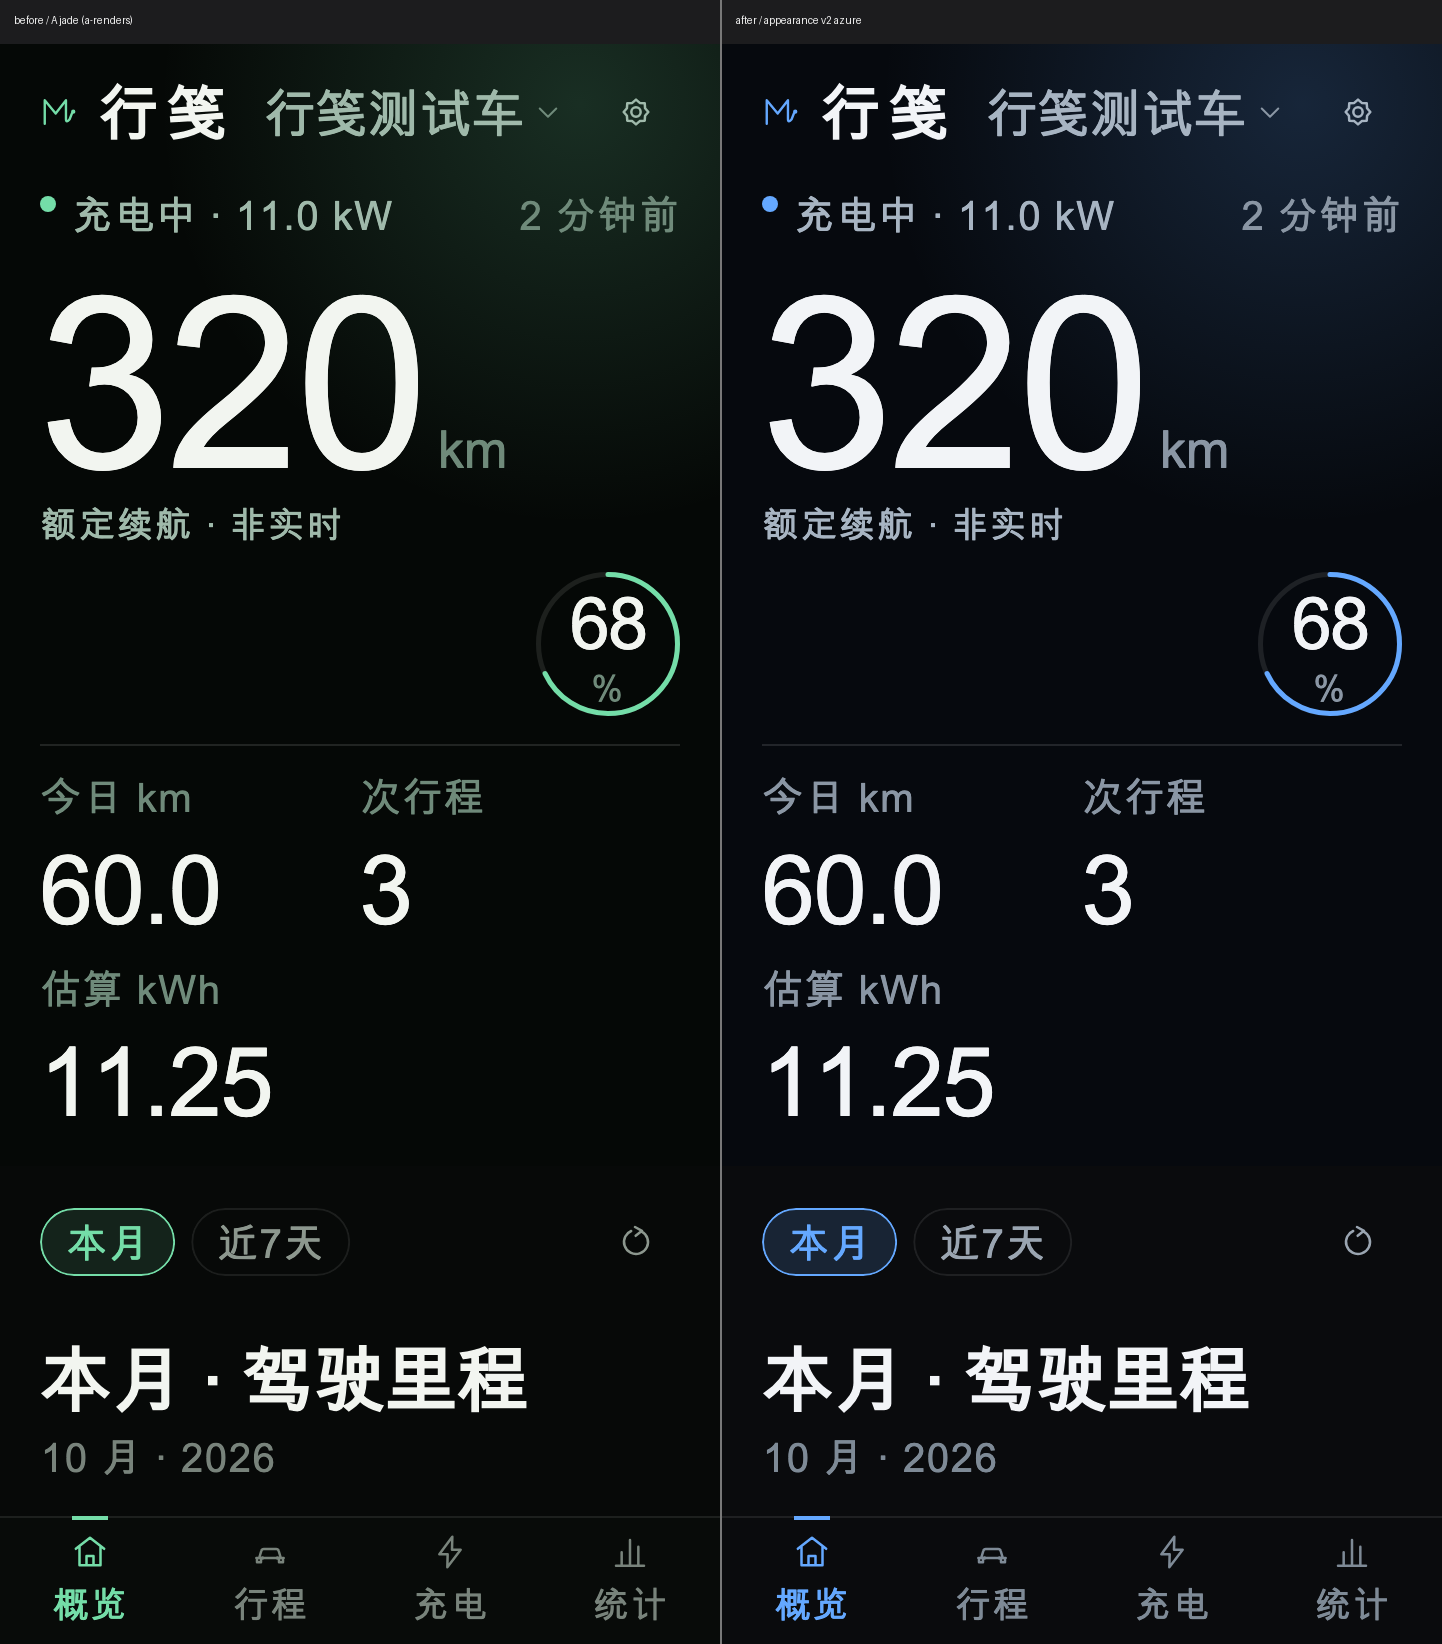 before / A jade (a-renders)
行笺 行笺测试车
充电中 · 11.0 kW 2 分钟前
320 km
额定续航 · 非实时
68
%
今日 km 次行程
60.0 3
估算 kWh
11.25
本月 近7天
本月 · 驾驶里程
10 月 · 2026
概览 行程 充电 统计
after / appearance v2 azure
行笺 行笺测试车
充电中 · 11.0 kW 2 分钟前
320 km
额定续航 · 非实时
68
%
今日 km 次行程
60.0 3
估算 kWh
11.25
本月 近7天
本月 · 驾驶里程
10 月 · 2026
概览 行程 充电 统计